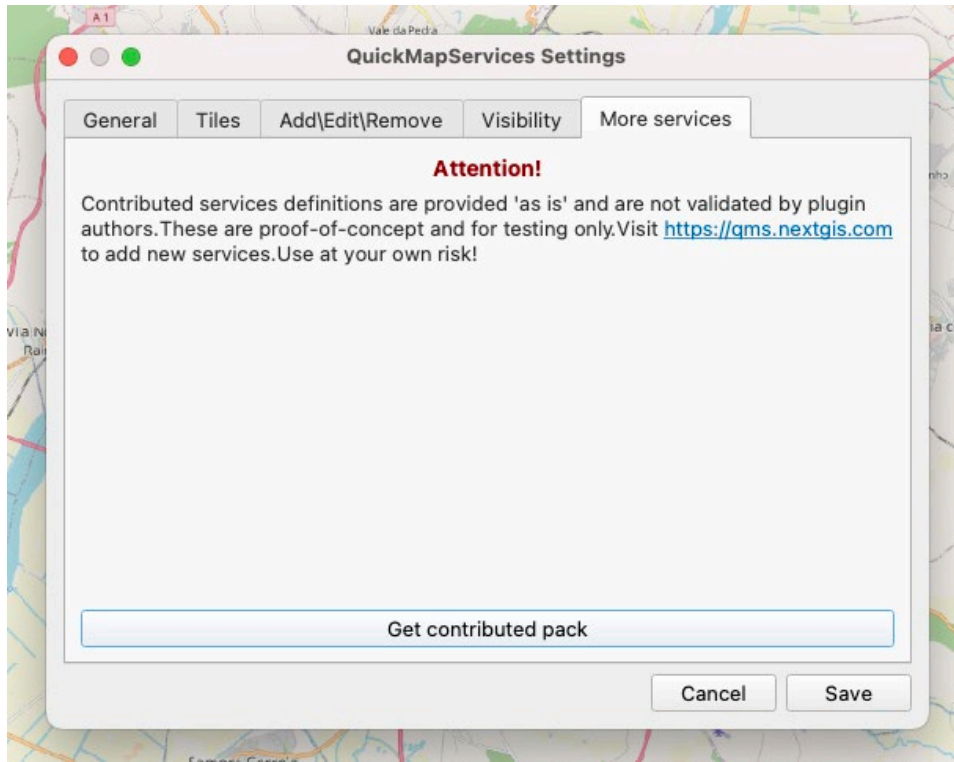 A 1
Vale da Pedra
QuickMapServices Settings
General Tiles Add\Edit\Remove Visibility More services
Attention!
Contributed services definitions are provided 'as is' and are not validated by plugin
authors.These are proof-of-concept and for testing only.Visit https://qms.nextgis.com
to add new services.Use at your own risk!
Get contributed pack
Cancel Save